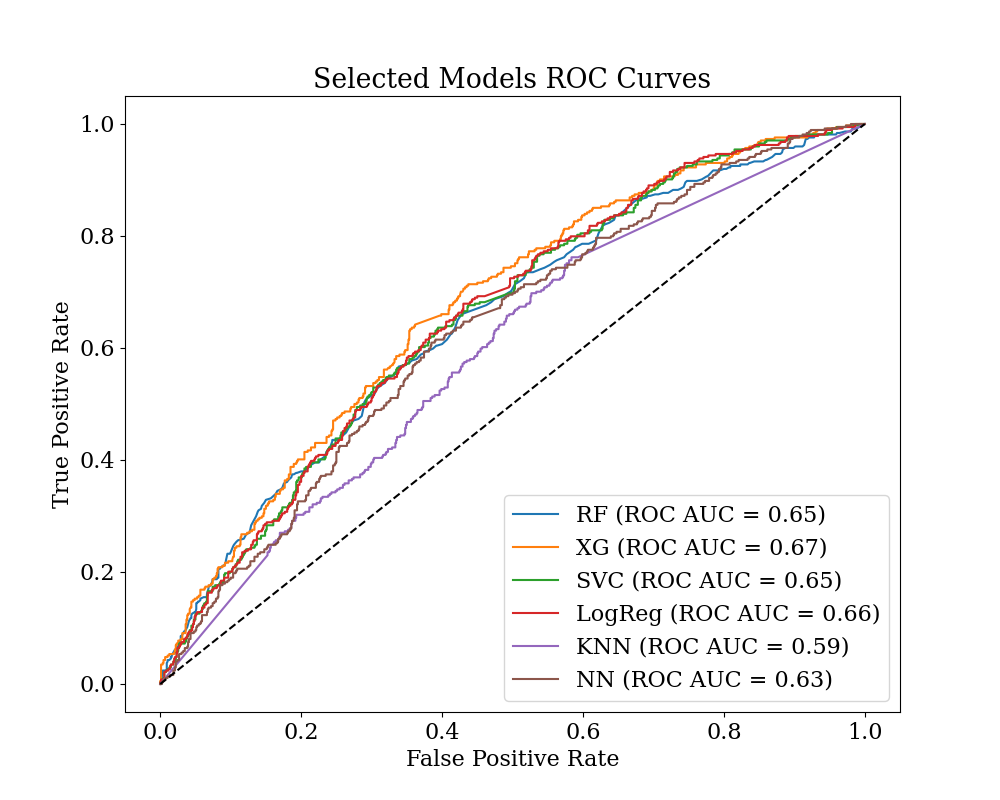 Selected Models ROC Curves
True Positive Rate
1.0
0.8
0.6
0.4
0.2
0.0
RF (ROC AUC = 0.65)
XG (ROC AUC = 0.67)
SVC (ROC AUC = 0.65)
LogReg (ROC AUC = 0.66)
KNN (ROC AUC = 0.59)
NN (ROC AUC = 0.63)
0.0 0.2 0.4 0.6 0.8 1.0
False Positive Rate